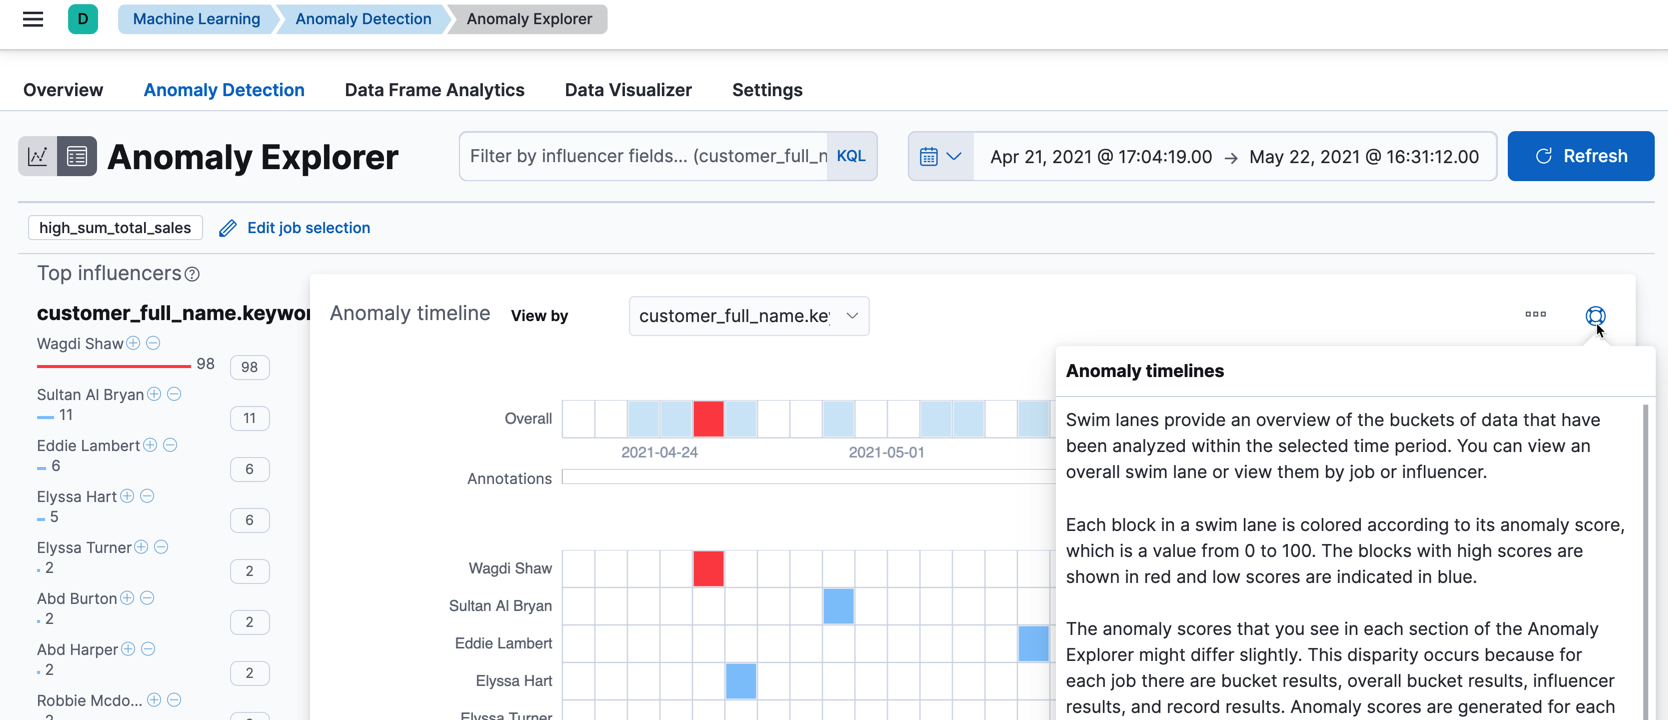 D Machine Learning Anomaly Detection Anomaly Explorer
Overview Anomaly Detection Data Frame Analytics Data Visualizer Settings
Anomaly Explorer
Filter by influencer fields... (customer_full_n KQL
Apr 21, 2021 @ 17:04:19.00 → May 22, 2021 @ 16:31:12.00
Refresh
high_sum_total_sales Edit job selection
Top influencers
customer_full_name.keywor
Wagdi Shaw
98 98
Sultan Al Bryan
11 11
Eddie Lambert
6 6
Elyssa Hart
5 6
Elyssa Turner
2 2
Abd Burton
2 2
Abd Harper
2 2
Robbie Mcdo...
Anomaly timeline View by customer_full_name.ke
Overall
2021-04-24 2021-05-01
Annotations
Wagdi Shaw
Sultan Al Bryan
Eddie Lambert
Elyssa Hart
Elyssa Turner
Anomaly timelines
Swim lanes provide an overview of the buckets of data that have
been analyzed within the selected time period. You can view an
overall swim lane or view them by job or influencer.
Each block in a swim lane is colored according to its anomaly score,
which is a value from 0 to 100. The blocks with high scores are
shown in red and low scores are indicated in blue.
The anomaly scores that you see in each section of the Anomaly
Explorer might differ slightly. This disparity occurs because for
each job there are bucket results, overall bucket results, influencer
results, and record results. Anomaly scores are generated for each